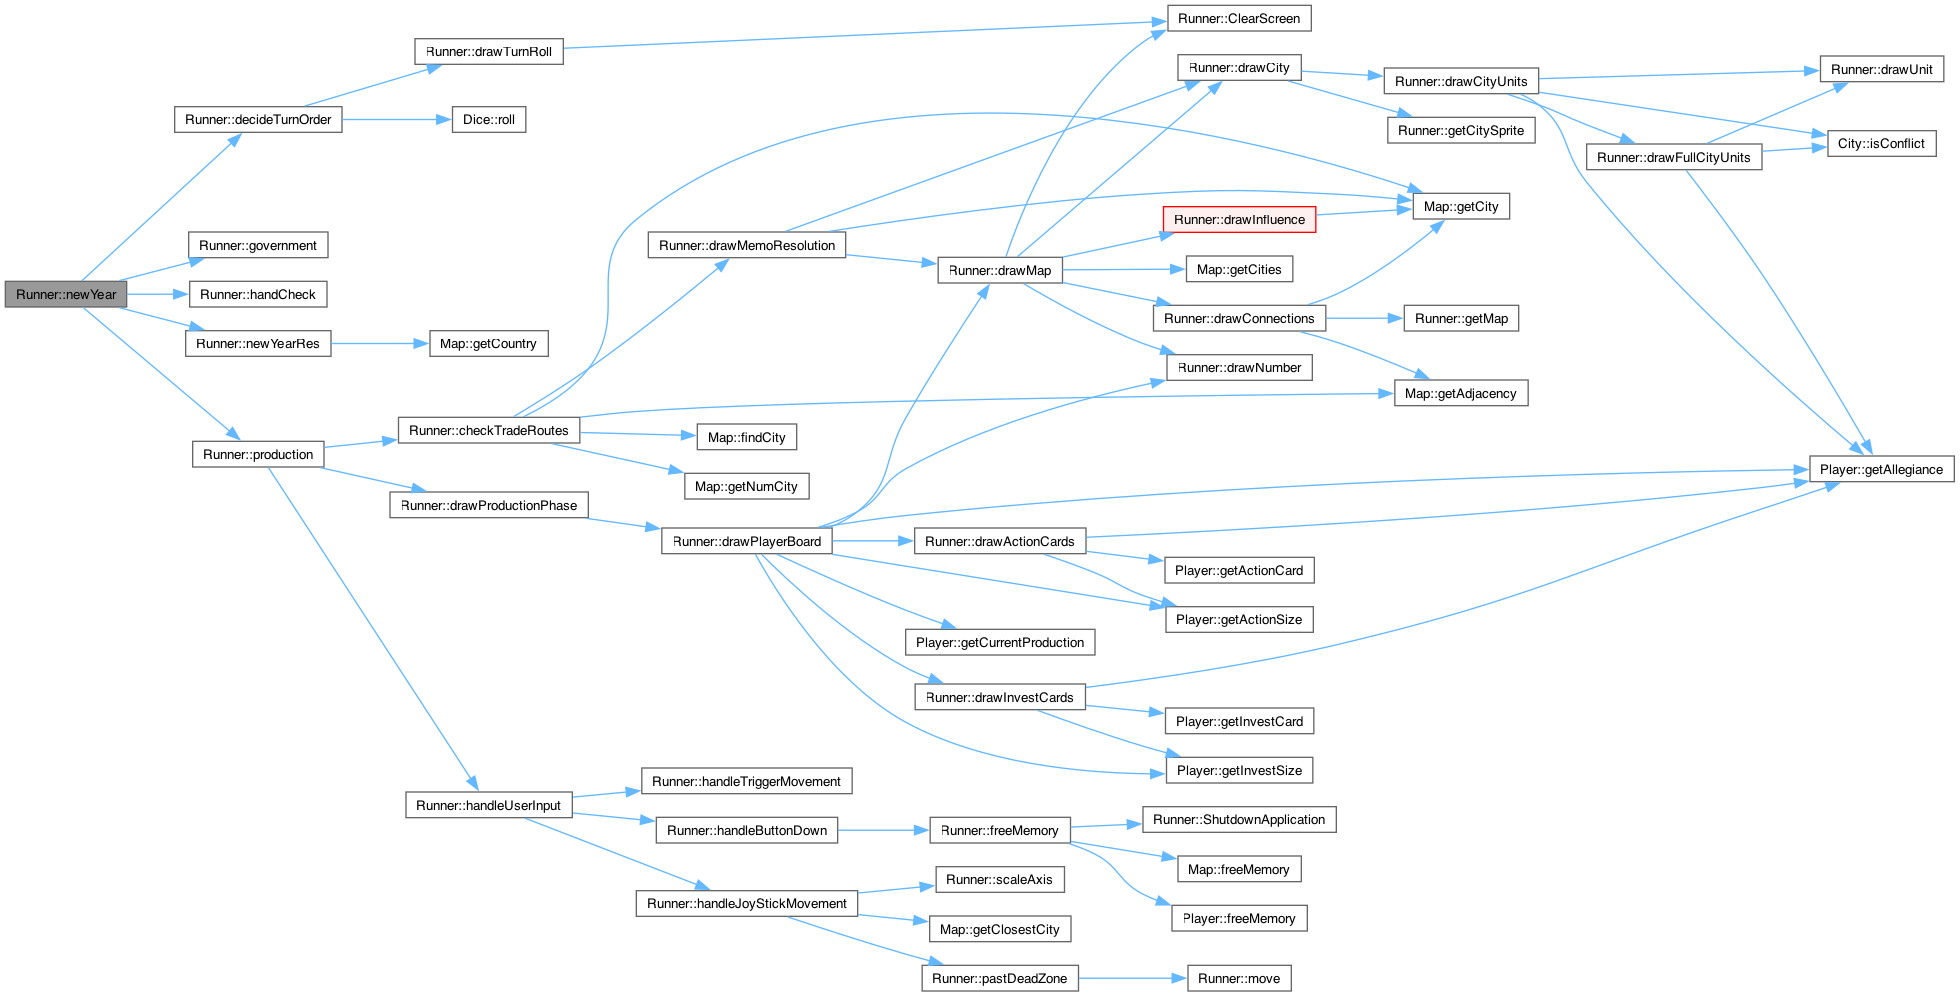 Runner::newYear
Runner::decideTurnOrder
Runner::drawTurnRoll
Runner::ClearScreen
Dice::roll
Runner::government
Runner::handCheck
Runner::newYearRes
Map::getCountry
Runner::production
Runner::checkTradeRoutes
Runner::drawMemoResolution
Runner::drawMap
Runner::drawCity
Runner::drawCityUnits
Runner::drawUnit
Runner::getCitySprite
Runner::drawFullCityUnits
City::isConflict
Map::getCity
Runner::drawInfluence
Map::getCities
Runner::drawConnections
Runner::getMap
Runner::drawNumber
Map::getAdjacency
Map::findCity
Map::getNumCity
Player::getAllegiance
Runner::drawProductionPhase
Runner::drawPlayerBoard
Runner::drawActionCards
Player::getActionCard
Player::getActionSize
Player::getCurrentProduction
Runner::drawInvestCards
Player::getInvestCard
Player::getInvestSize
Runner::handleUserInput
Runner::handleTriggerMovement
Runner::handleButtonDown
Runner::freeMemory
Runner::ShutdownApplication
Map::freeMemory
Player::freeMemory
Runner::handleJoyStickMovement
Runner::scaleAxis
Map::getClosestCity
Runner::pastDeadZone
Runner::move